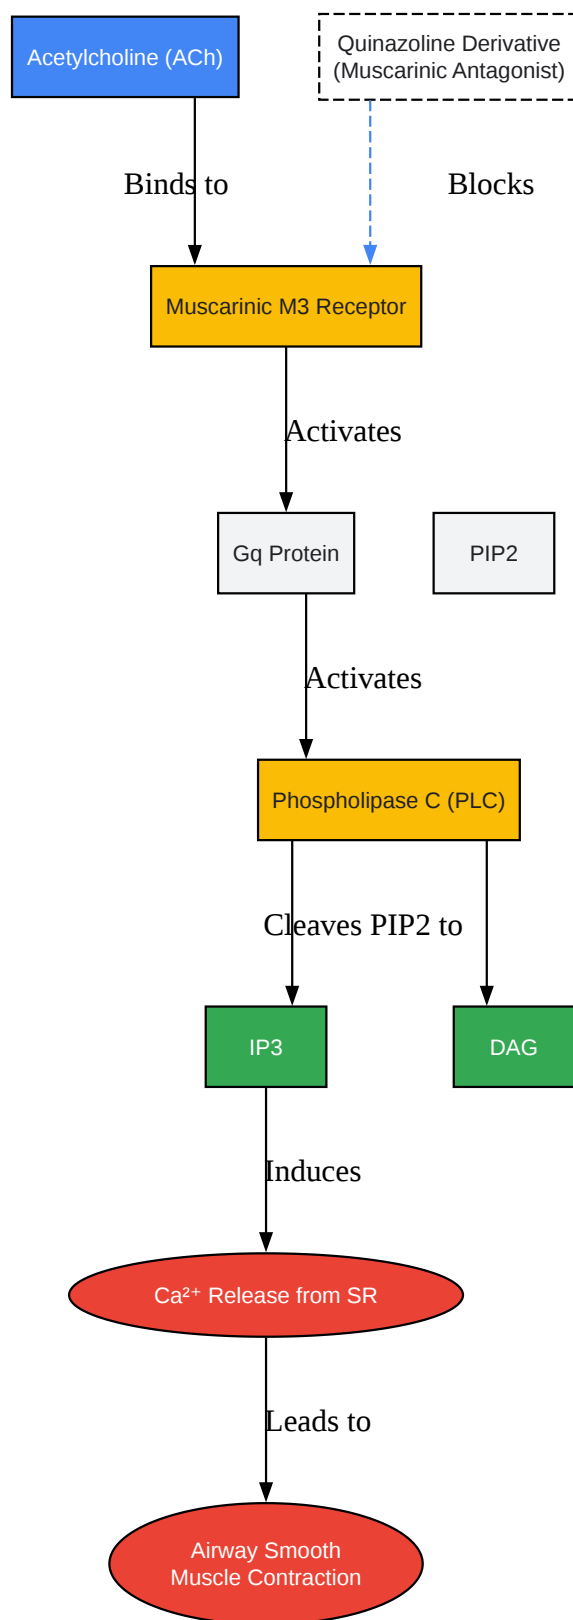 Acetylcholine (ACh)
Quinazoline Derivative
(Muscarinic Antagonist)
Binds to
Blocks
Muscarinic M3 Receptor
Activates
Gq Protein
PIP2
Activates
Phospholipase C (PLC)
Cleaves PIP2 to
IP3
DAG
Induces
Ca²⁺ Release from SR
Leads to
Airway Smooth
Muscle Contraction